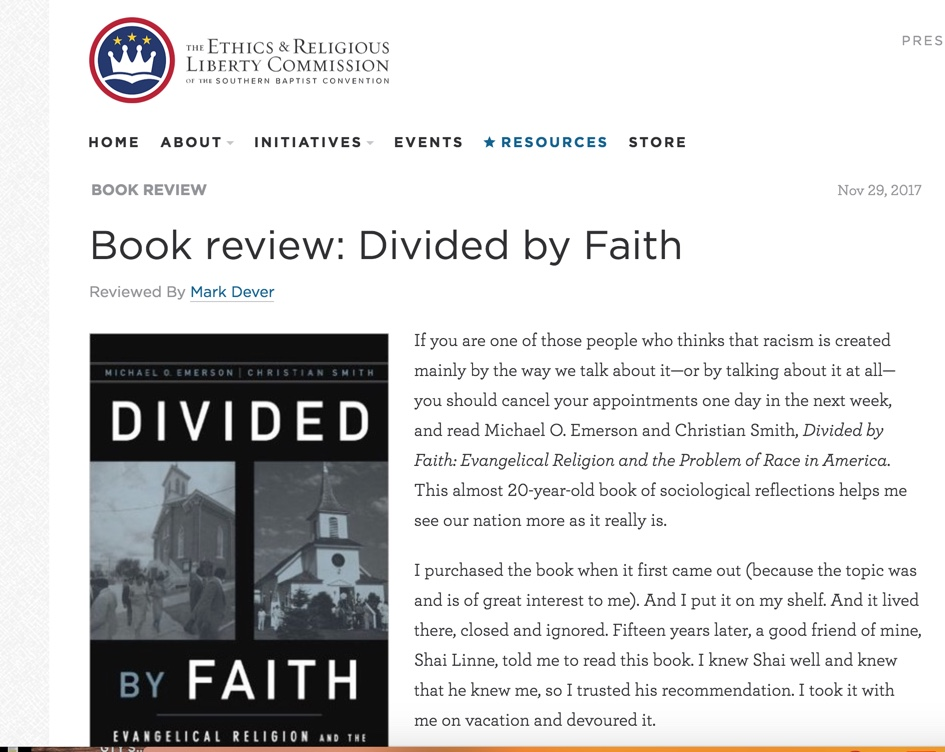 THE ETHICS & RELIGIOUS
LIBERTY COMMISSION
OF THE SOUTHERN BAPTIST CONVENTION
PRES
HOME ABOUT INITIATIVES EVENTS RESOURCES STORE
BOOK REVIEW Nov 29, 2017
Book review: Divided by Faith
Reviewed By Mark Dever
MICHAEL O. EMERSON | CHRISTIAN SMITH
DIVIDED
BY FAITH
EVANGELICAL RELIGION AND THE
If you are one of those people who thinks that racism is created
mainly by the way we talk about it—or by talking about it at all—
you should cancel your appointments one day in the next week,
and read Michael O. Emerson and Christian Smith, Divided by
Faith: Evangelical Religion and the Problem of Race in America.
This almost 20-year-old book of sociological reflections helps me
see our nation more as it really is.
I purchased the book when it first came out (because the topic was
and is of great interest to me). And I put it on my shelf. And it lived
there, closed and ignored. Fifteen years later, a good friend of mine,
Shai Linne, told me to read this book. I knew Shai well and knew
that he knew me, so I trusted his recommendation. I took it with
me on vacation and devoured it.